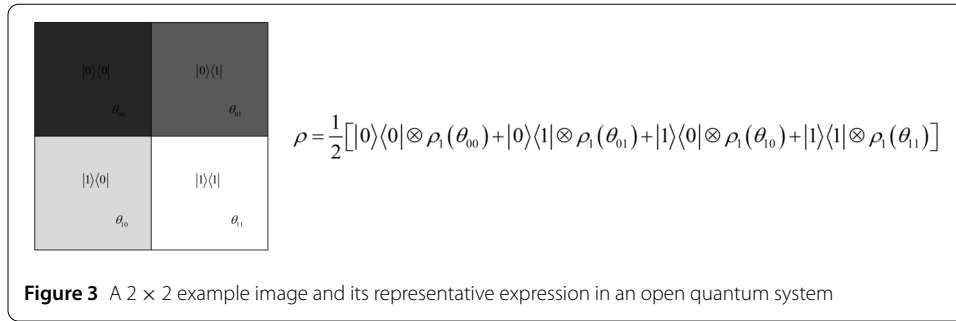 |0⟩⟨0| |0⟩⟨1|
θ₀₀ θ₀₁
ρ = 1/2 [|0⟩⟨0| ⊗ ρ₁(θ₀₀) + |0⟩⟨1| ⊗ ρ₁(θ₀₁) + |1⟩⟨0| ⊗ ρ₁(θ₁₀) + |1⟩⟨1| ⊗ ρ₁(θ₁₁)]
|1⟩⟨0| |1⟩⟨1|
θ₁₀ θ₁₁
Figure 3 A 2 × 2 example image and its representative expression in an open quantum system